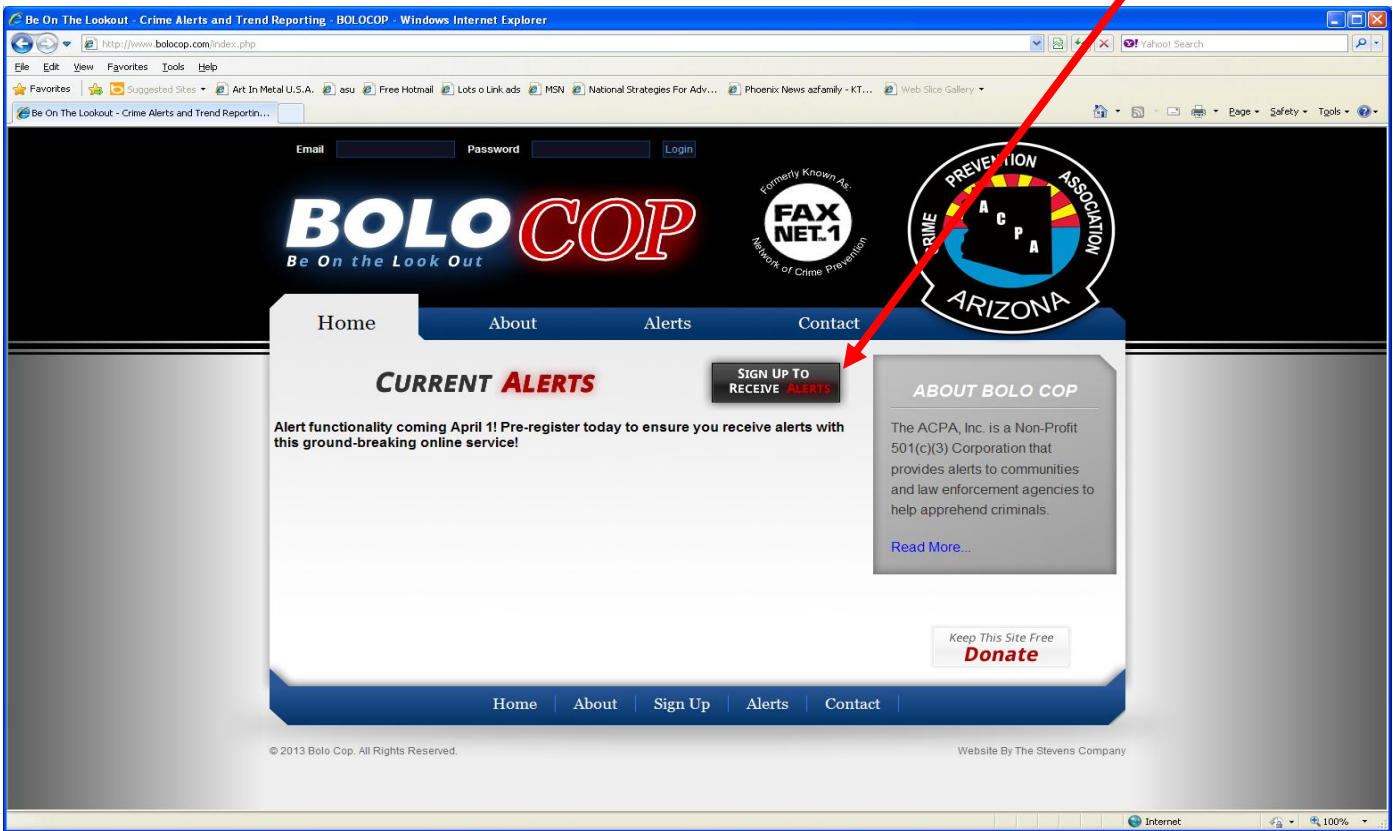 Be On The Lookout - Crime Alerts and Trend Reporting - BOLOCOP - Windows Internet Explorer
http://www.bolocop.com/index.php
Yahoo! Search
File Edit View Favorites Tools Help
Favorites Suggested Sites Art In Metal U.S.A. asu Free Hotmail Lots o Link ads MSN National Strategies For Adv... Phoenix News azfamily - KT... Web Slice Gallery
Be On The Lookout - Crime Alerts and Trend Reportin...
Page Safety Tools
Email Password Login
BOLO COP
Be On the Look Out
Formerly Known As:
FAX
NET.1
Network of Crime Prevention
CRIME PREVENTION ASSOCIATION
A C P A
ARIZONA
Home About Alerts Contact
CURRENT ALERTS
SIGN UP TO
RECEIVE ALERTS
Alert functionality coming April 1! Pre-register today to ensure you receive alerts with
this ground-breaking online service!
ABOUT BOLO COP
The ACPA, Inc. is a Non-Profit
501(c)(3) Corporation that
provides alerts to communities
and law enforcement agencies to
help apprehend criminals.
Read More...
Keep This Site Free
Donate
Home About Sign Up Alerts Contact
© 2013 Bolo Cop. All Rights Reserved.
Website By The Stevens Company
Internet 100%